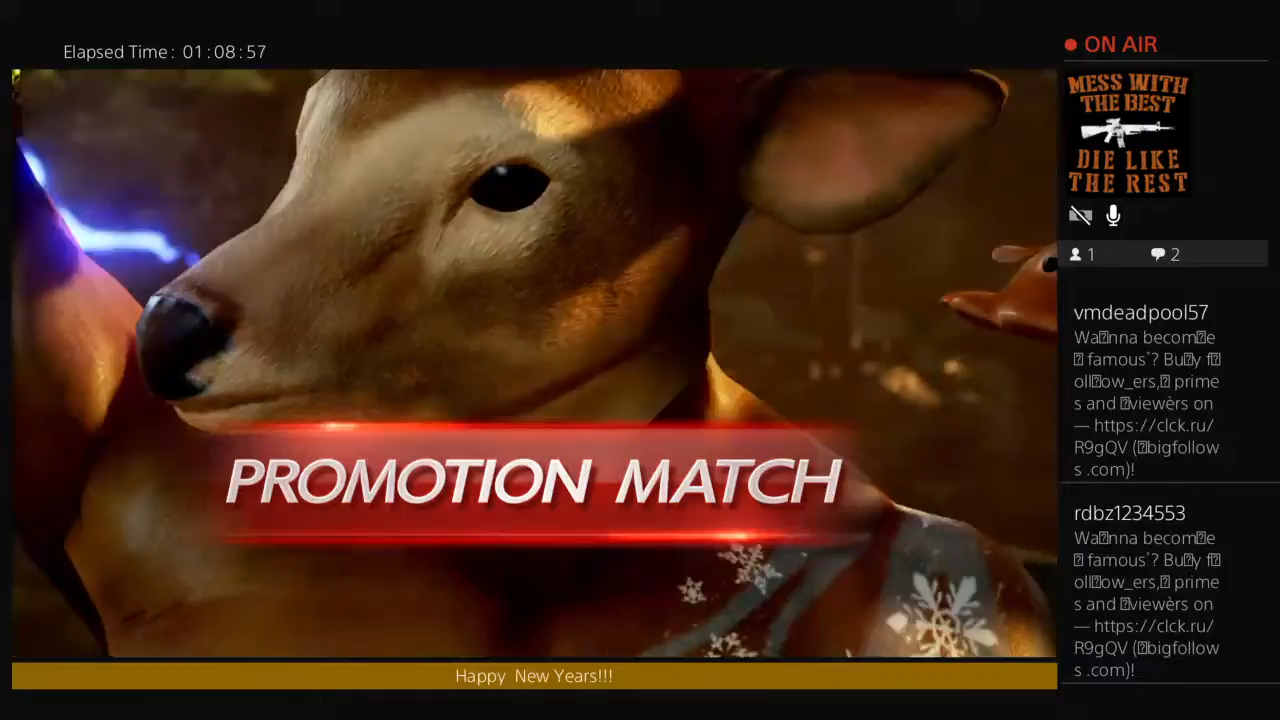 Elapsed Time: 01:08:57
ON AIR
MESS WITH
THE BEST
DIE LIKE
THE REST
1
2
vmdeadpool57
Wa▯nna becom▯e
▯ famous'? Bu▯y f▯
oll▯ow_ers,▯ prime
s and ▯viewèrs on
— https://clck.ru/
R9gQV (▯bigfollow
s .com)!
PROMOTION MATCH
rdbz1234553
Wa▯nna becom▯e
▯ famous'? Bu▯y f▯
oll▯ow_ers,▯ prime
s and ▯viewèrs on
— https://clck.ru/
R9gQV (▯bigfollow
s .com)!
Happy New Years!!!